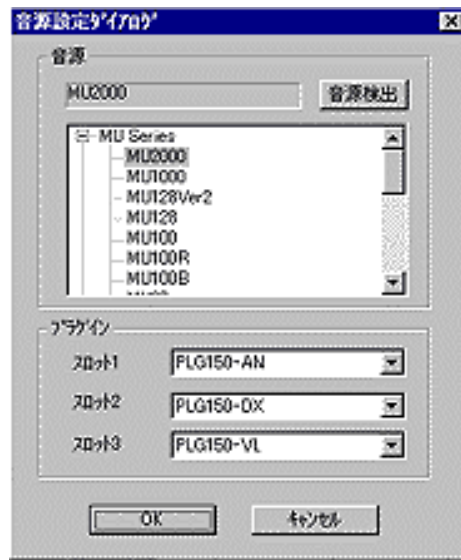 音源設定ﾀﾞｲｱﾛｸﾞ
音源
MU2000 音源検出
MU Series
MU2000
MU1000
MU128Ver2
MU128
MU100
MU100R
MU100B
ﾌﾟﾗｸﾞｲﾝ
ｽﾛｯﾄ1 PLG150-AN
ｽﾛｯﾄ2 PLG150-DX
ｽﾛｯﾄ3 PLG150-VL
OK ｷｬﾝｾﾙ